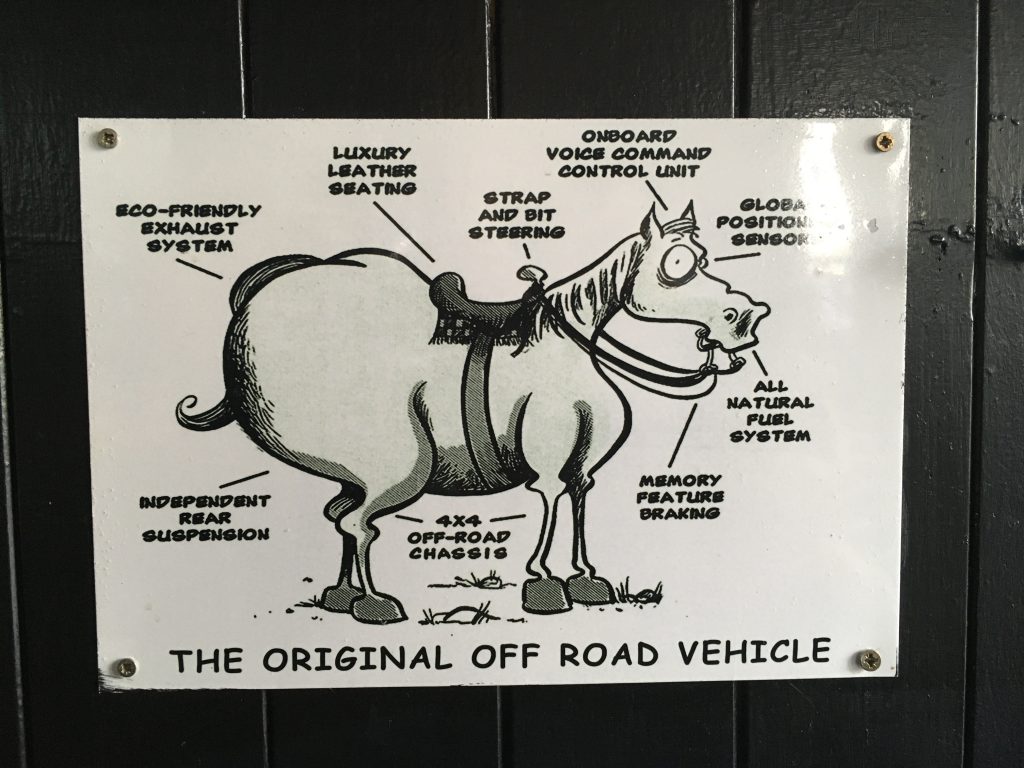 ONBOARD
VOICE COMMAND
CONTROL UNIT
LUXURY
LEATHER
SEATING
STRAP
AND BIT
STEERING
ECO-FRIENDLY
EXHAUST
SYSTEM
SENSOR
ALL
NATURAL
FUEL
SYSTEM
MEMORY
FEATURE
BRAKING
INDEPENDENT
REAR
SUSPENSION
4X4
OFF-ROAD
CHASSIS
THE ORIGINAL OFF ROAD VEHICLE